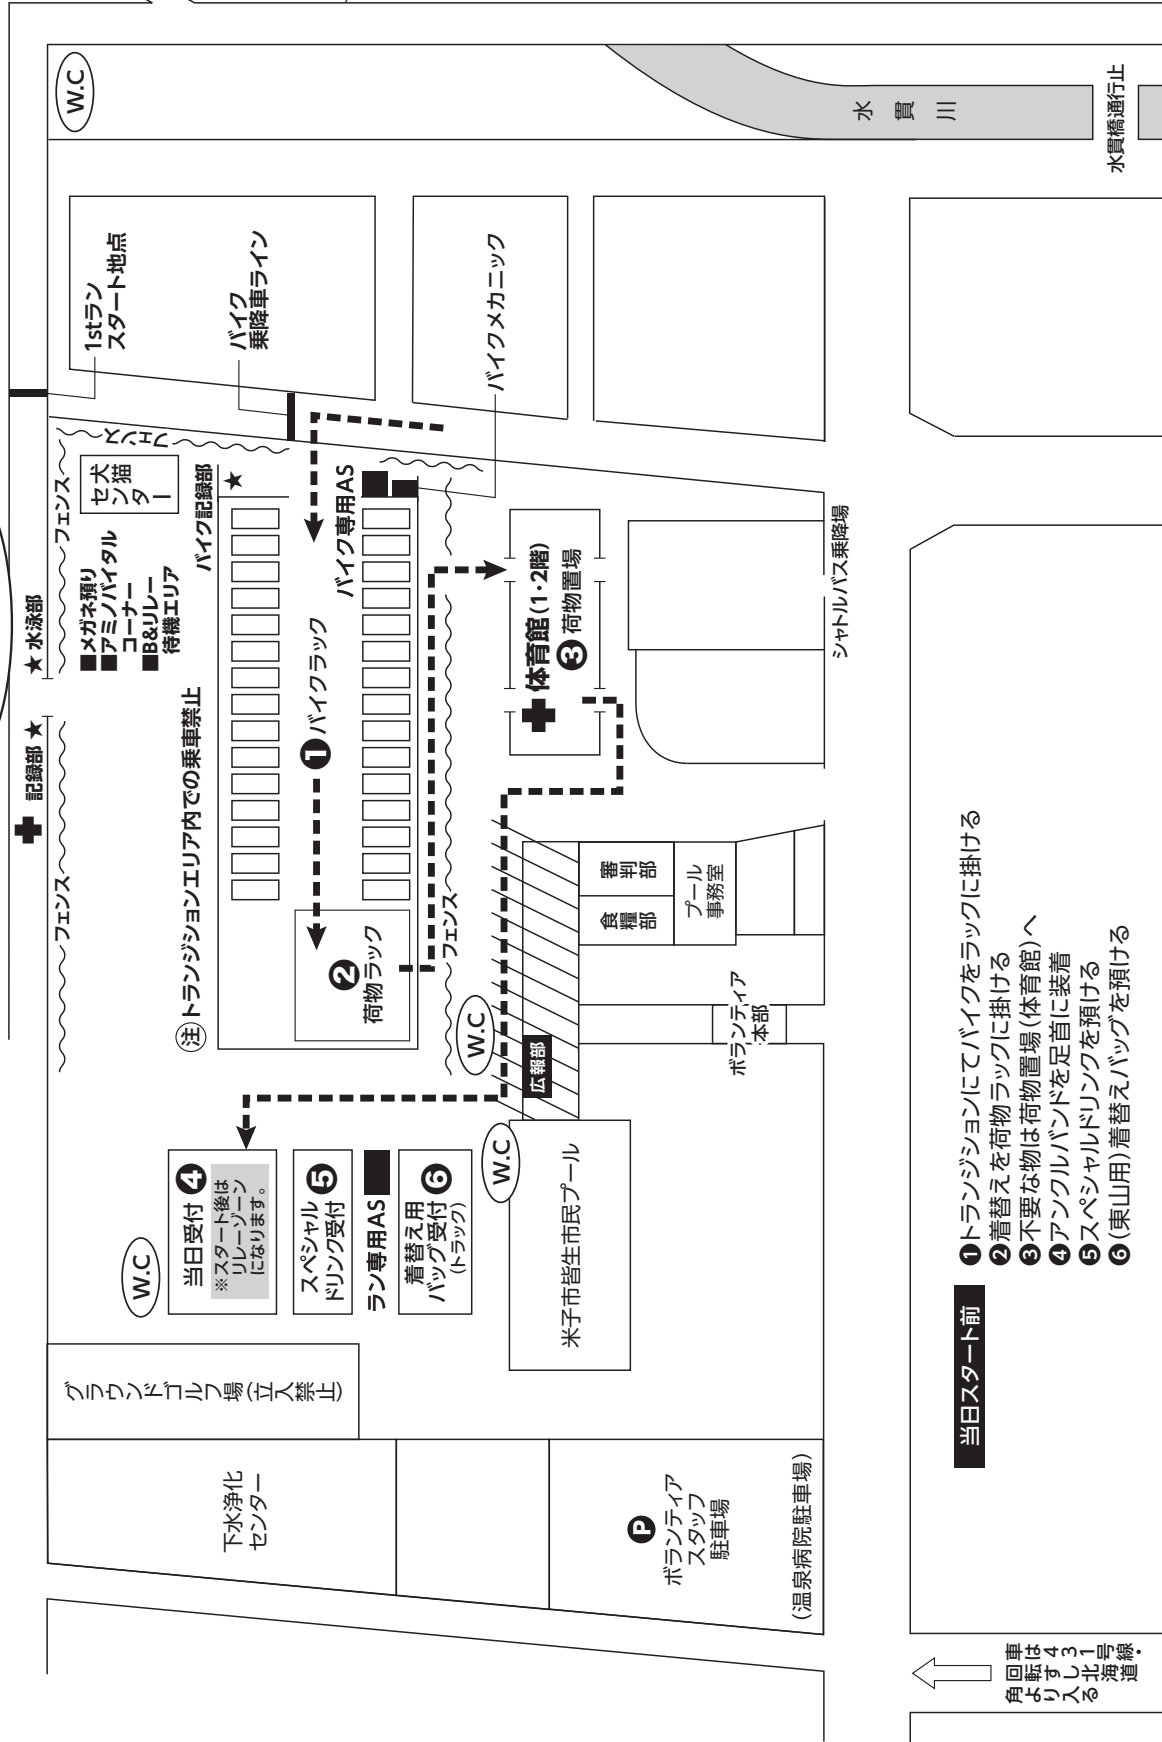 W.C
1stラン
スタート地点
バイク
乗降車ライン
バイクメカニック
水貫川
水貫橋通行止
★水泳部
記録部★
フェンス
フェンス
フェンス
フェンス
犬猫
センター
■メガネ預り
■アミノバイタル
コーナー
■B&リレー
待機エリア
バイク記録部
★
バイク専用AS
㊟トランジションエリア内での乗車禁止
❶バイクラック
❷
荷物ラック
体育館(1・2階)
❸荷物置場
シャトルバス乗降場
審判部
食糧部
プール
事務室
ボランティア
本部
広報部
W.C
W.C
W.C
当日受付❹
※スタート後は
リレーゾーン
になります。
スペシャル
ドリンク受付❺
ラン専用AS
着替え用
バッグ受付❻
(トラック)
米子市皆生市民プール
グラウンドゴルフ場(立入禁止)
下水浄化
センター
P
ボランティア
スタッフ
駐車場
(温泉病院駐車場)
当日スタート前
❶トランジションにてバイクをラックに掛ける
❷着替えを荷物ラックに掛ける
❸不要な物は荷物置場(体育館)へ
❹アンクルバンドを足首に装着
❺スペシャルドリンクを預ける
❻(東山用)着替えバッグを預ける
車は431号線・
回転すし北海道
角より入る